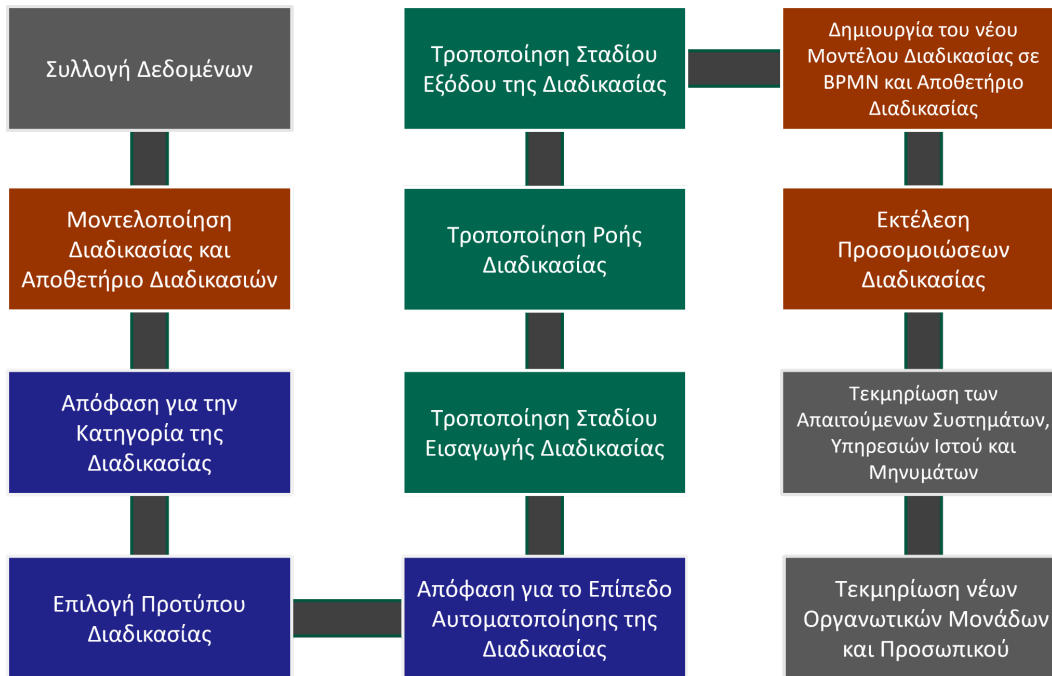 Συλλογή Δεδομένων
Μοντελοποίηση
Διαδικασίας και
Αποθετήριο Διαδικασιών
Απόφαση για την
Κατηγορία της
Διαδικασίας
Επιλογή Προτύπου
Διαδικασίας
Απόφαση για το Επίπεδο
Αυτοματοποίησης της
Διαδικασίας
Τροποποίηση Σταδίου
Εισαγωγής Διαδικασίας
Τροποποίηση Ροής
Διαδικασίας
Τροποποίηση Σταδίου
Εξόδου της Διαδικασίας
Δημιουργία του νέου
Μοντέλου Διαδικασίας σε
BPMN και Αποθετήριο
Διαδικασίας
Εκτέλεση
Προσομοιώσεων
Διαδικασίας
Τεκμηρίωση των
Απαιτούμενων Συστημάτων,
Υπηρεσιών Ιστού και
Μηνυμάτων
Τεκμηρίωση νέων
Οργανωτικών Μονάδων
και Προσωπικού